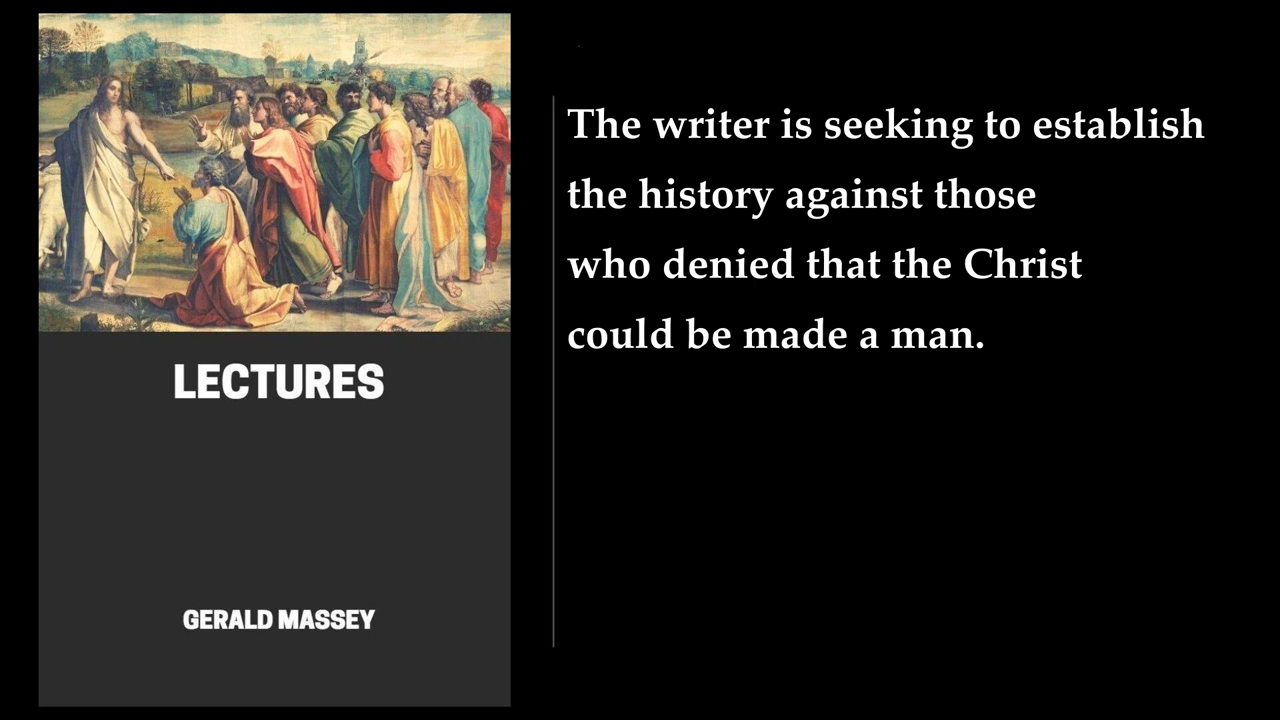 LECTURES
GERALD MASSEY
The writer is seeking to establish
the history against those
who denied that the Christ
could be made a man.